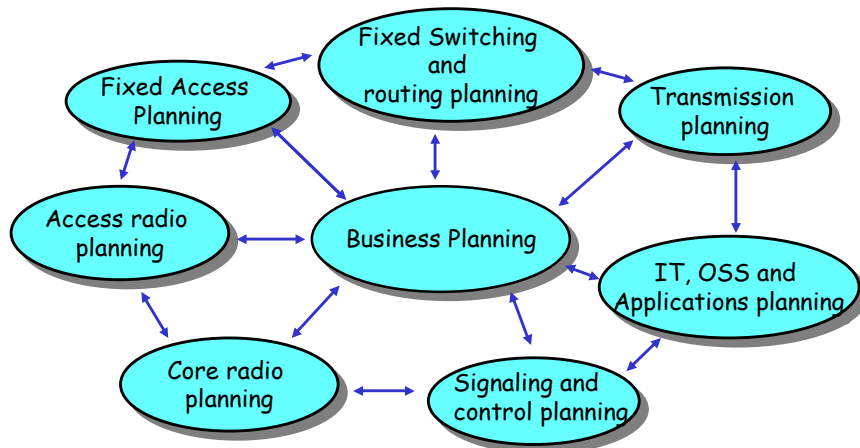 Fixed Switching
and
routing planning
Fixed Access
Planning
Transmission
planning
Access radio
planning
Business Planning
IT, OSS and
Applications planning
Core radio
planning
Signaling and
control planning